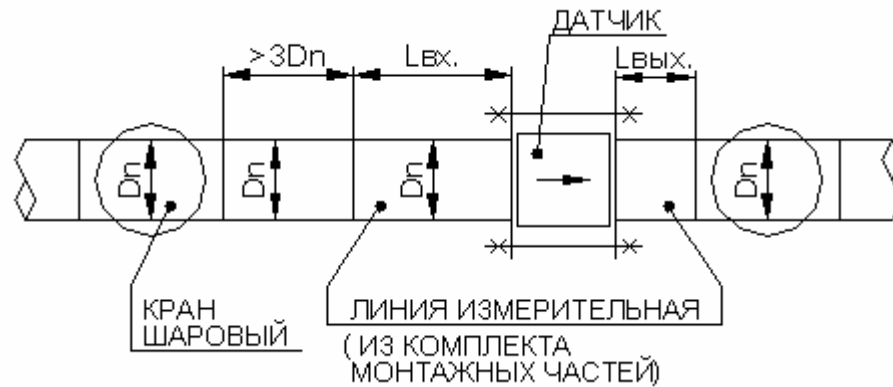 ДАТЧИК
>3Dn
Lвх.
Lвых.
Dn
Dn
Dn
Dn
КРАН
ШАРОВЫЙ
ЛИНИЯ ИЗМЕРИТЕЛЬНАЯ
( ИЗ КОМПЛЕКТА
МОНТАЖНЫХ ЧАСТЕЙ)